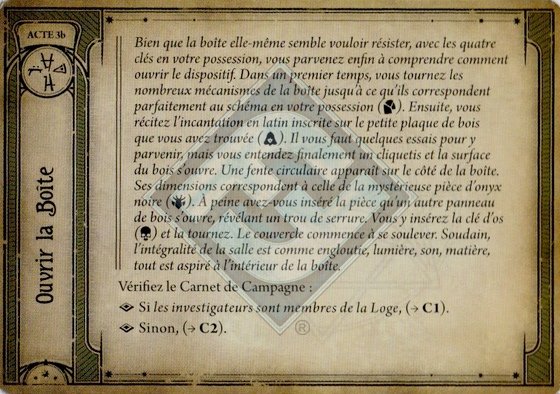 ACTE 3b
Ouvrir la Boîte
Bien que la boîte elle-même semble vouloir résister, avec les quatre
clés en votre possession, vous parvenez enfin à comprendre comment
ouvrir le dispositif. Dans un premier temps, vous tournez les
nombreux mécanismes de la boîte jusqu'à ce qu'ils correspondent
parfaitement au schéma en votre possession ( ). Ensuite, vous
récitez l'incantation en latin inscrite sur le petite plaque de bois
que vous avez trouvée ( ). Il vous faut quelques essais pour y
parvenir, mais vous entendez finalement un cliquetis et la surface
du bois s'ouvre. Une fente circulaire apparaît sur le côté de la boîte.
Ses dimensions correspondent à celle de la mystérieuse pièce d'onyx
noire ( ). À peine avez-vous inséré la pièce qu'un autre panneau
de bois s'ouvre, révélant un trou de serrure. Vous y insérez la clé d'os
( ) et la tournez. Le couvercle commence à se soulever. Soudain,
l'intégralité de la salle est comme engloutie, lumière, son, matière,
tout est aspiré à l'intérieur de la boîte.
Vérifiez le Carnet de Campagne :
Si les investigateurs sont membres de la Loge, (→ C1).
Sinon, (→ C2).
®